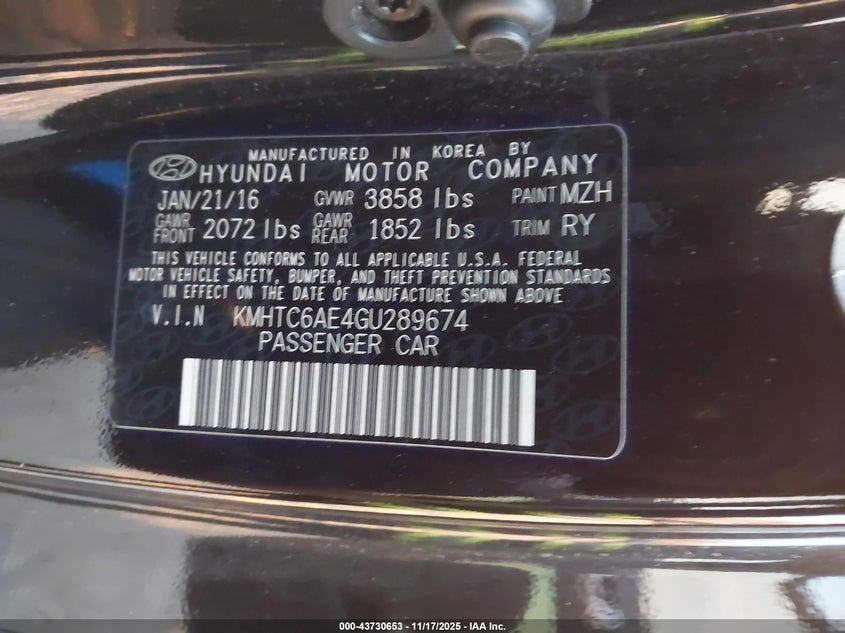 MANUFACTURED IN KOREA BY
HYUNDAI MOTOR COMPANY
JAN/21/16 GVWR 3858 lbs PAINT MZH
GAWR FRONT 2072 lbs GAWR REAR 1852 lbs TRIM RY
THIS VEHICLE CONFORMS TO ALL APPLICABLE U.S.A. FEDERAL
MOTOR VEHICLE SAFETY, BUMPER, AND THEFT PREVENTION STANDARDS
IN EFFECT ON THE DATE OF MANUFACTURE SHOWN ABOVE
V.I.N KMHTC6AE4GU289674
PASSENGER CAR
000-43730653 - 11/17/2025 - IAA Inc.